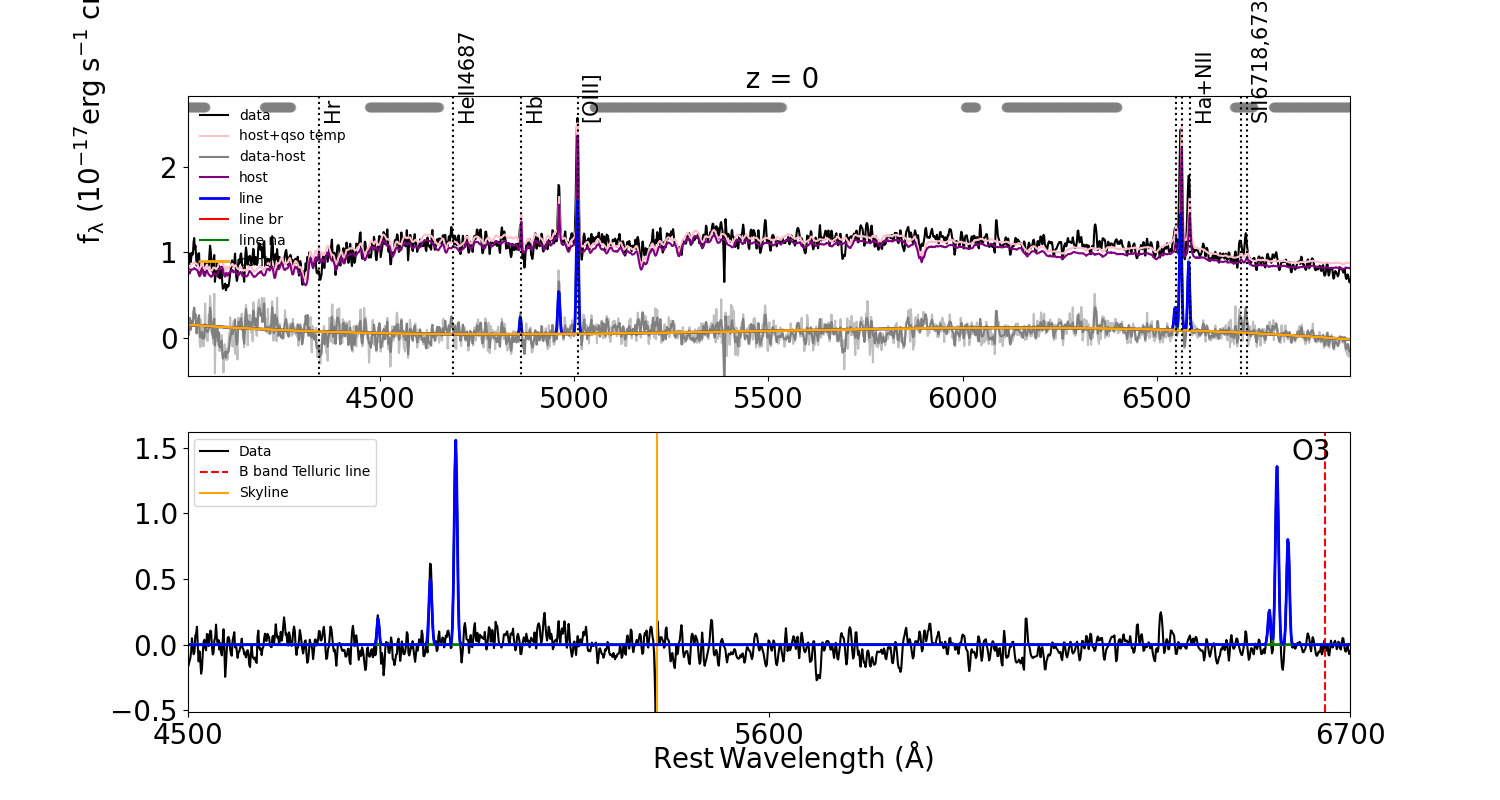 z = 0
f_λ (10^−17 erg s^−1
Hr
HeII4687
Hb
[OIII]
Ha+NII
SII6718,673
data
host+qso temp
data-host
host
line
line br
line na
2
1
0
4500
5000
5500
6000
6500
Data
B band Telluric line
Skyline
O3
1.5
1.0
0.5
0.0
−0.5
4500
5600
6700
Rest Wavelength (Å)